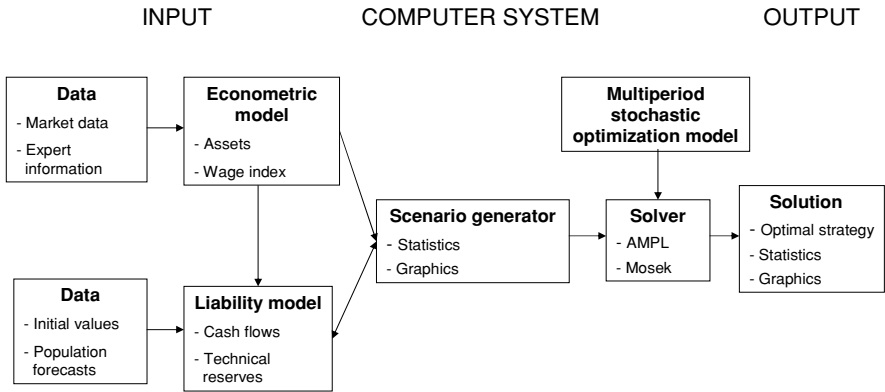 INPUT
COMPUTER SYSTEM
OUTPUT
Data
- Market data
- Expert
information
Econometric
model
- Assets
- Wage index
Multiperiod
stochastic
optimization model
Scenario generator
- Statistics
- Graphics
Solver
- AMPL
- Mosek
Solution
- Optimal strategy
- Statistics
- Graphics
Data
- Initial values
- Population
forecasts
Liability model
- Cash flows
- Technical
reserves